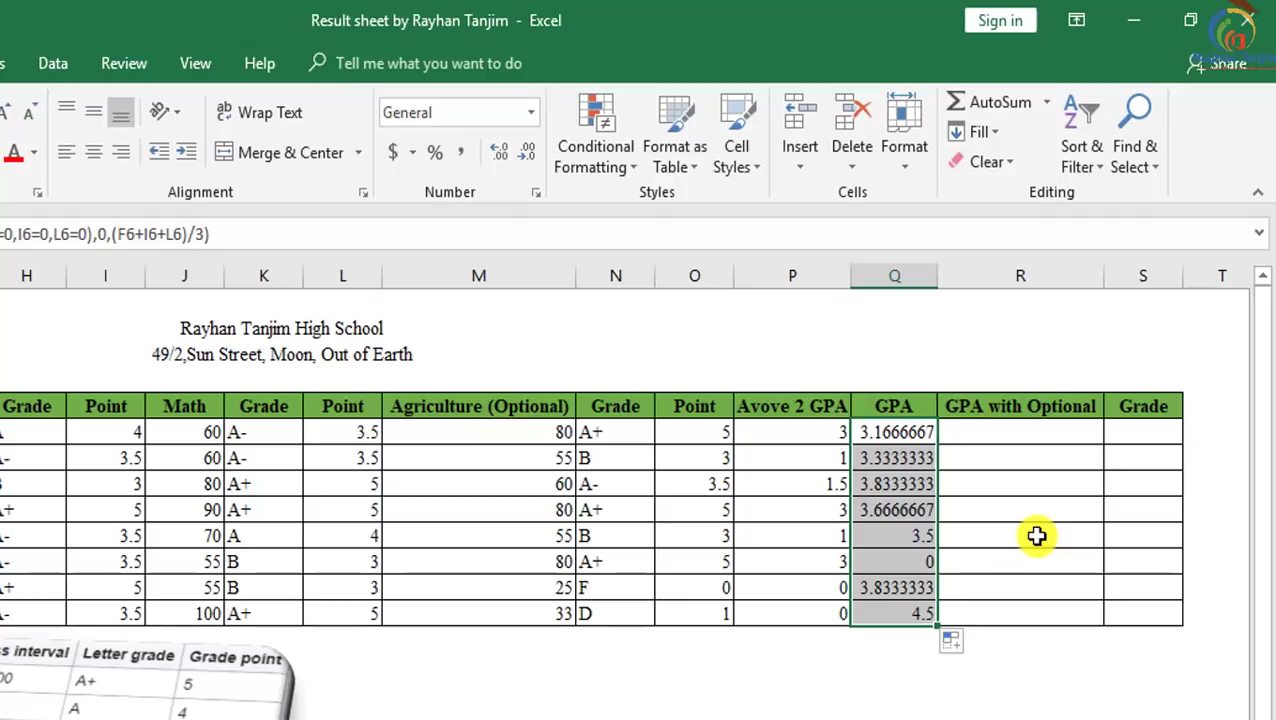 Result sheet by Rayhan Tanjim - Excel
Sign in
s Data Review View Help Tell me what you want to do Share
Wrap Text
Merge & Center
Alignment
General
$ % ,
Number
Conditional Formatting
Format as Table
Cell Styles
Styles
Insert
Delete
Format
Cells
AutoSum
Fill
Clear
Sort & Filter
Find & Select
Editing
=0,I6=0,L6=0),0,(F6+I6+L6)/3)
H I J K L M N O P Q R S T
Rayhan Tanjim High School
49/2,Sun Street, Moon, Out of Earth
Grade Point Math Grade Point Agriculture (Optional) Grade Point Avove 2 GPA GPA GPA with Optional Grade
4 60 A- 3.5 80 A+ 5 3 3.1666667
A- 3.5 60 A- 3.5 55 B 3 1 3.3333333
3 80 A+ 5 60 A- 3.5 1.5 3.8333333
A+ 5 90 A+ 5 80 A+ 5 3 3.6666667
A- 3.5 70 A 4 55 B 3 1 3.5
A- 3.5 55 B 3 80 A+ 5 3 0
A+ 5 55 B 3 25 F 0 0 3.8333333
A- 3.5 100 A+ 5 33 D 1 0 4.5
ss interval Letter grade Grade point
00 A+ 5
A 4